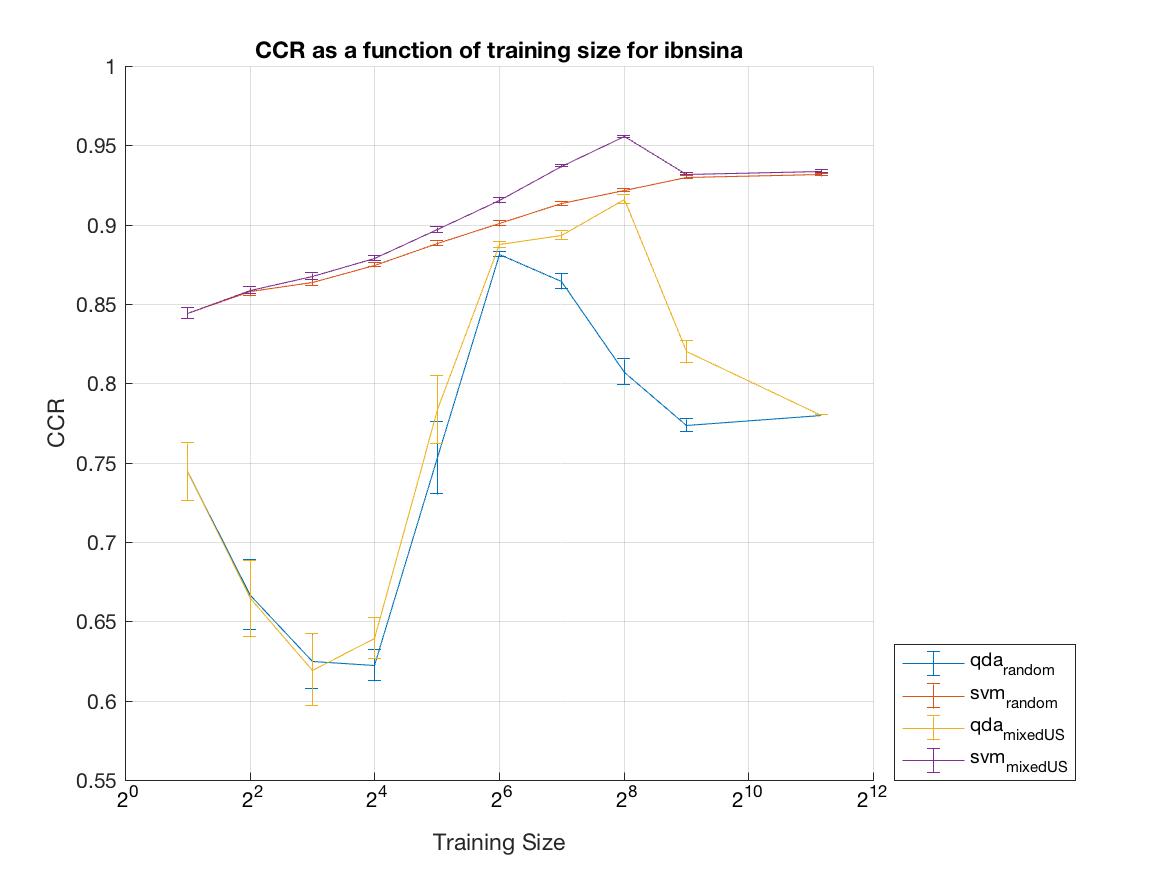 CCR as a function of training size for ibnsina
1
0.95
0.9
0.85
0.8
0.75
0.7
0.65
0.6
0.55
CCR
2^0 2^2 2^4 2^6 2^8 2^10 2^12
Training Size
qda_random
svm_random
qda_mixedUS
svm_mixedUS